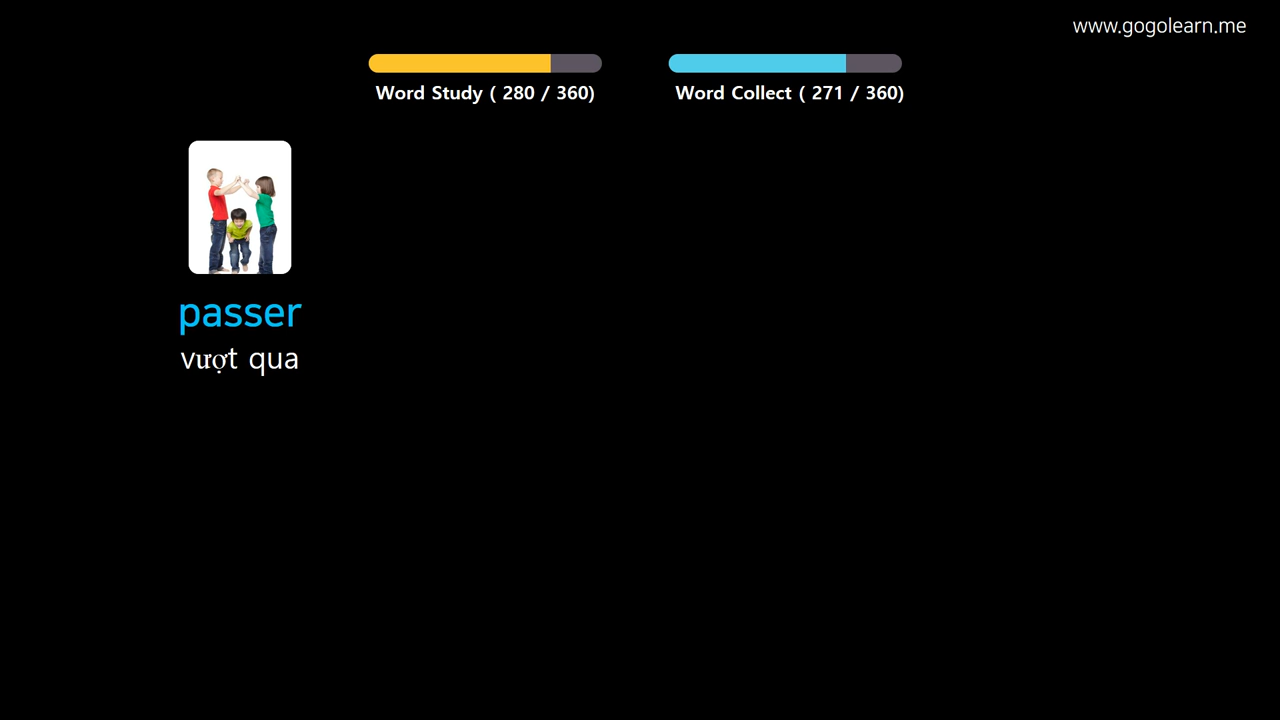 www.gogolearn.me
Word Study ( 280 / 360)
Word Collect ( 271 / 360)
passer
vượt qua